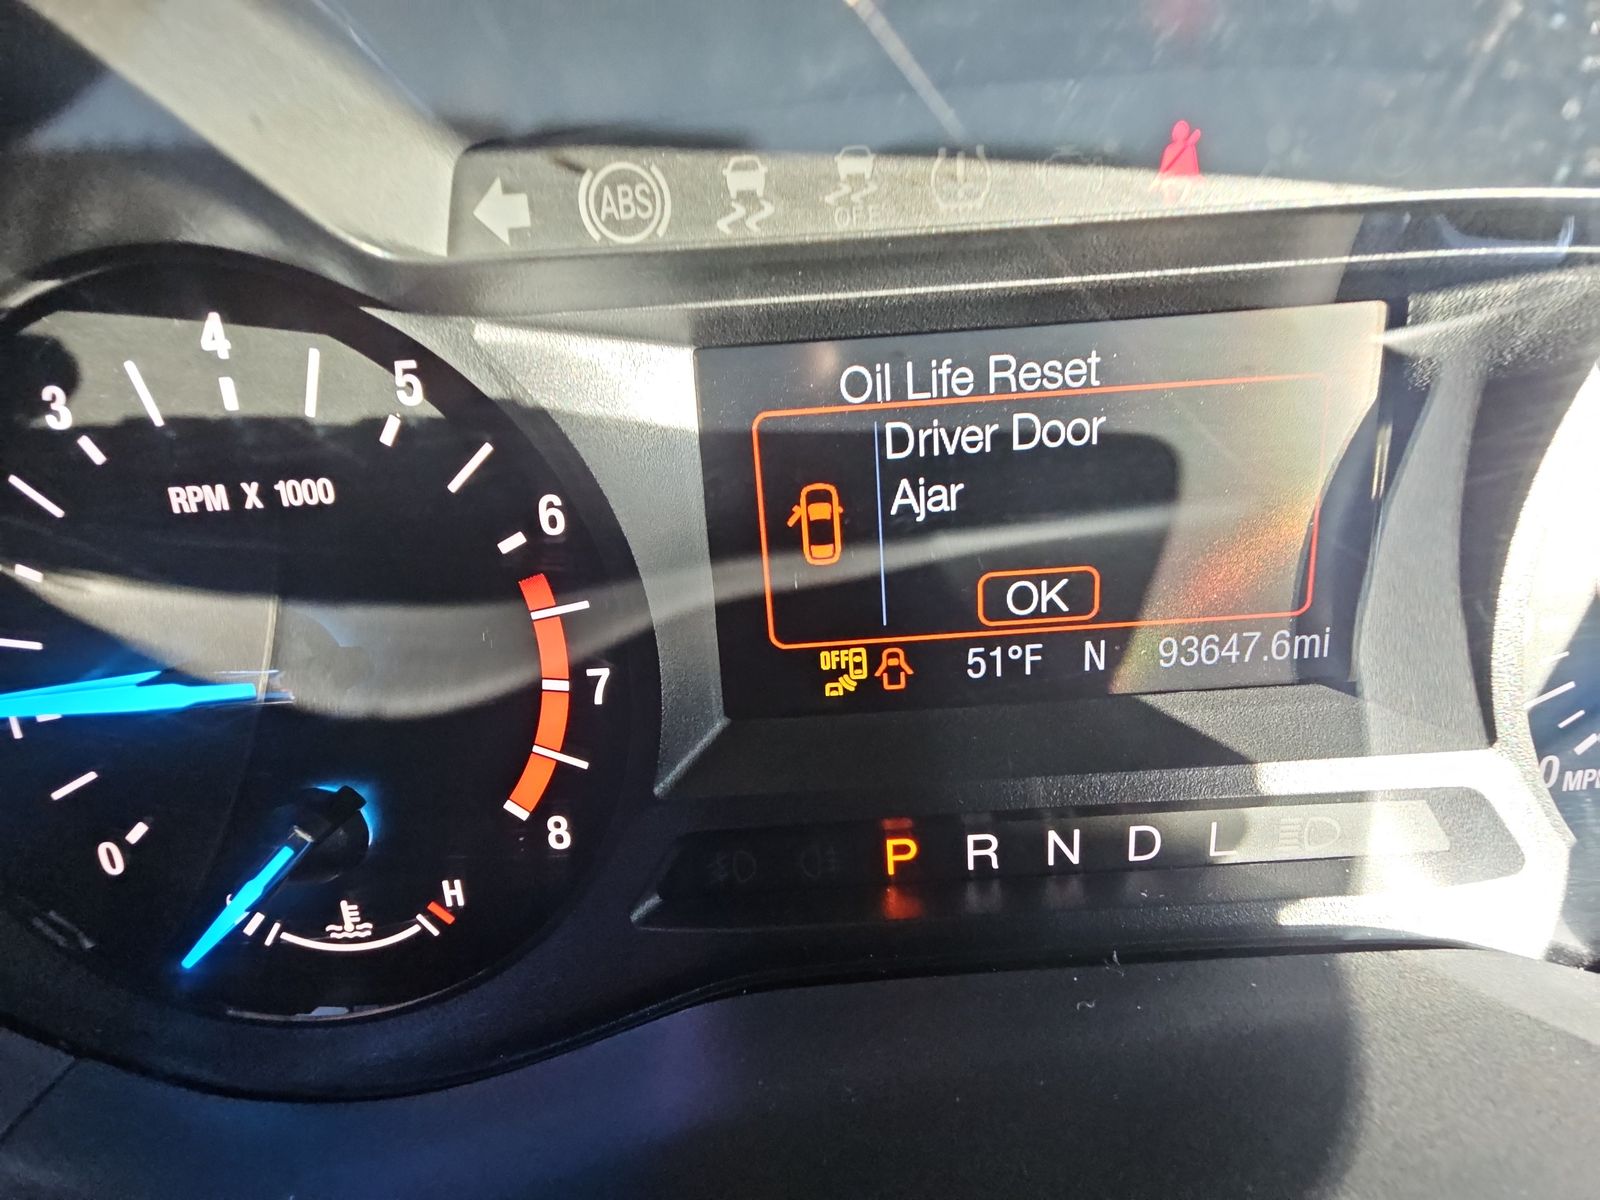 ABS
OFF
3
4
5
6
7
8
0
RPM X 1000
H
Oil Life Reset
Driver Door
Ajar
OK
OFF
51°F N 93647.6mi
P R N D L
0 MPH